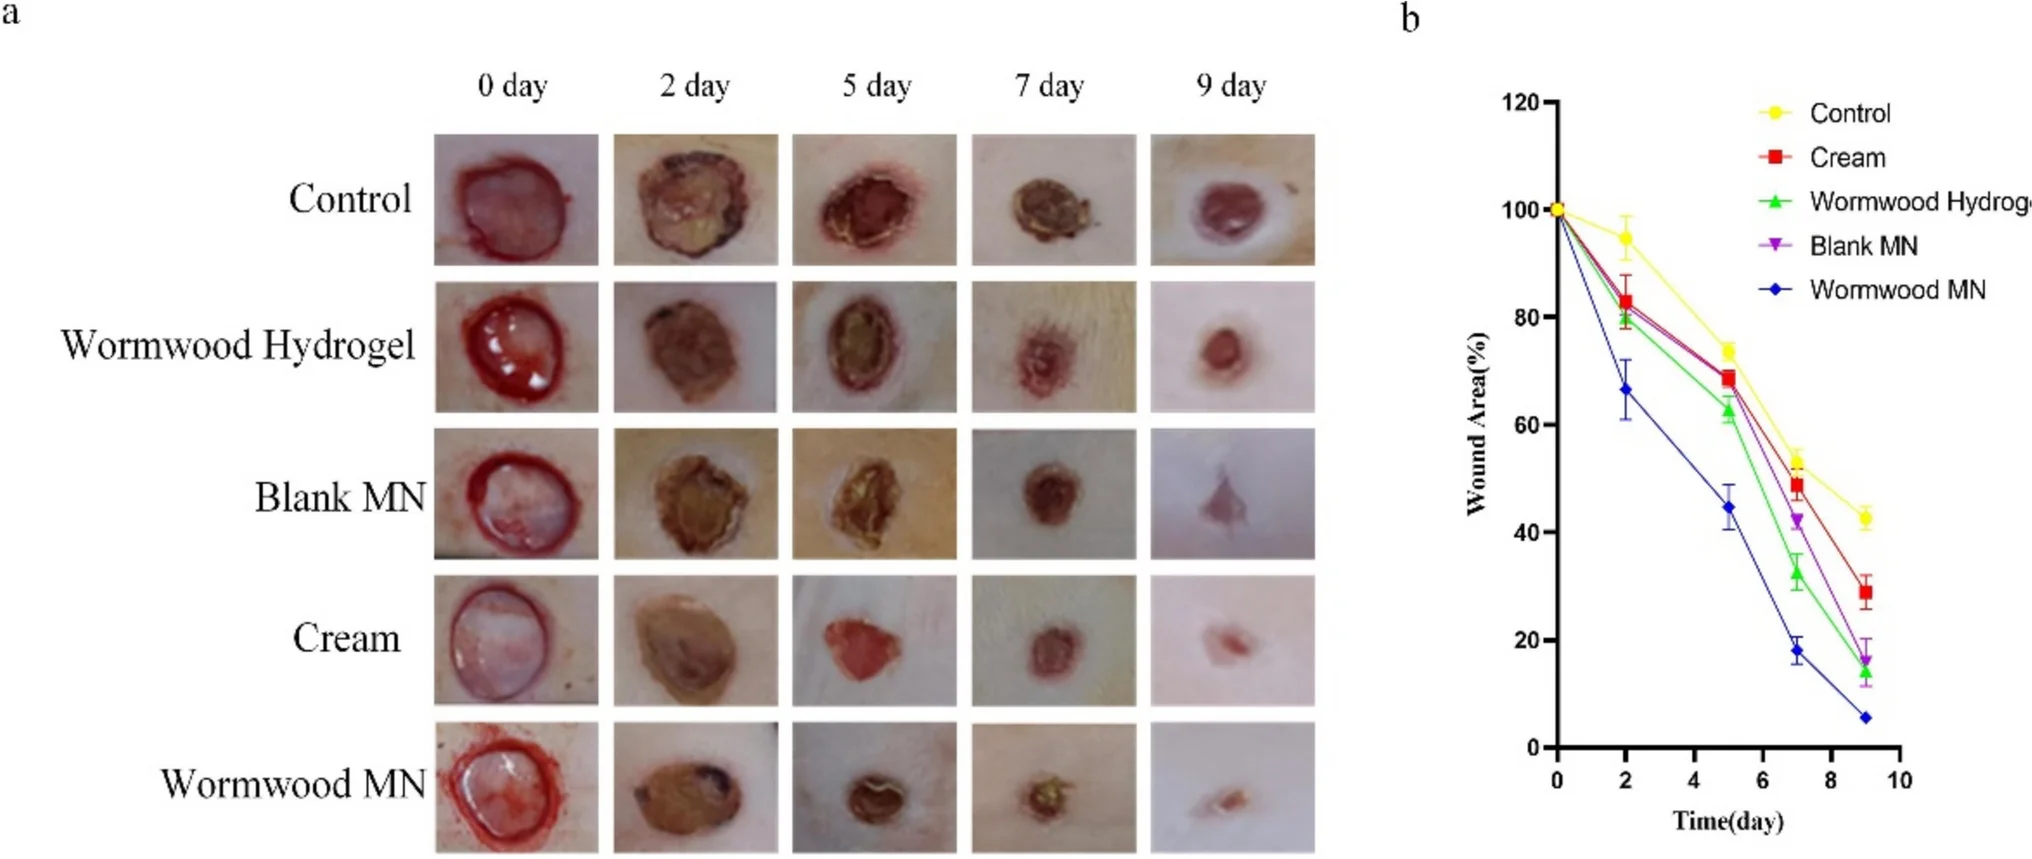 a
0 day 2 day 5 day 7 day 9 day
Control
Wormwood Hydrogel
Blank MN
Cream
Wormwood MN
b
120
100
80
60
40
20
0
0 2 4 6 8 10
Wound Area(%)
Time(day)
Control
Cream
Wormwood Hydrog
Blank MN
Wormwood MN